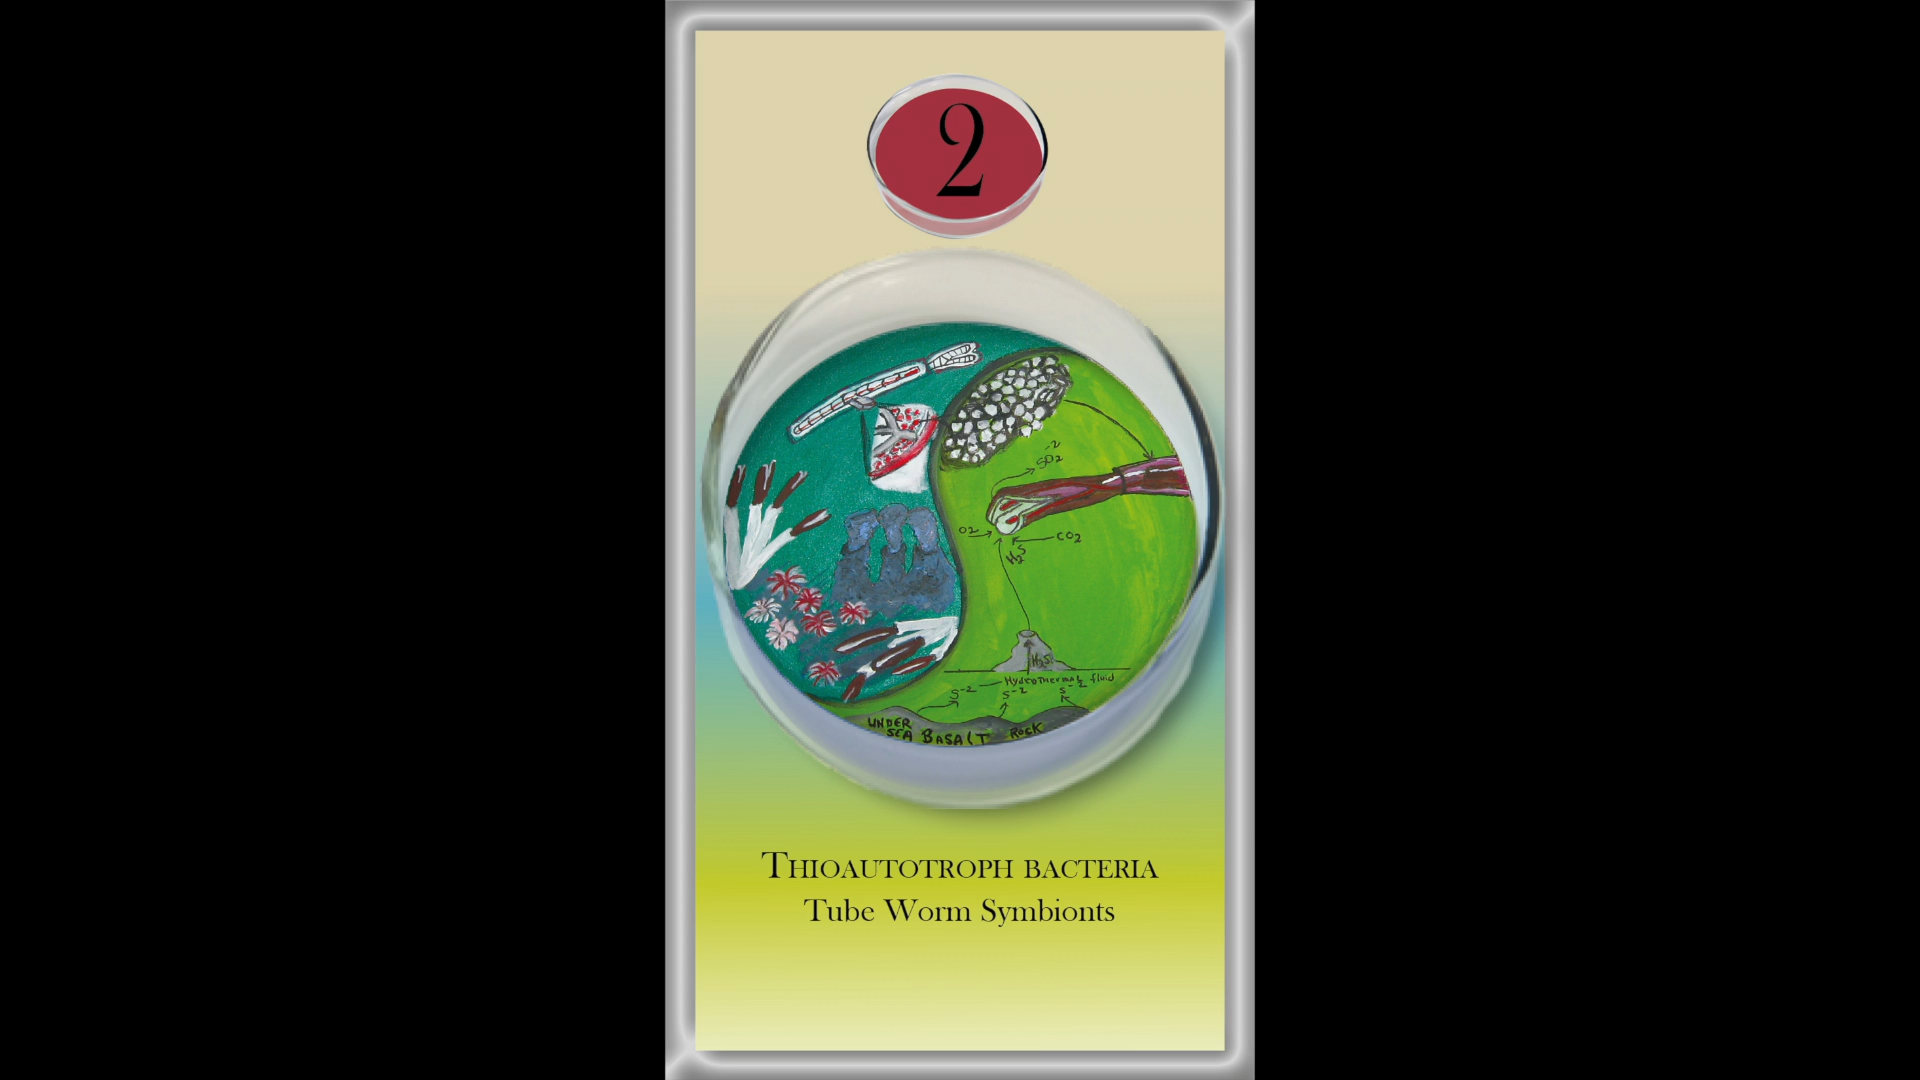 2
SO2 -2
O2
CO2
H2S
H2S
Hydrothermal fluid
S-2
S-2
S-2
UNDER
SEA BASALT ROCK
THIOAUTOTROPH BACTERIA
Tube Worm Symbionts